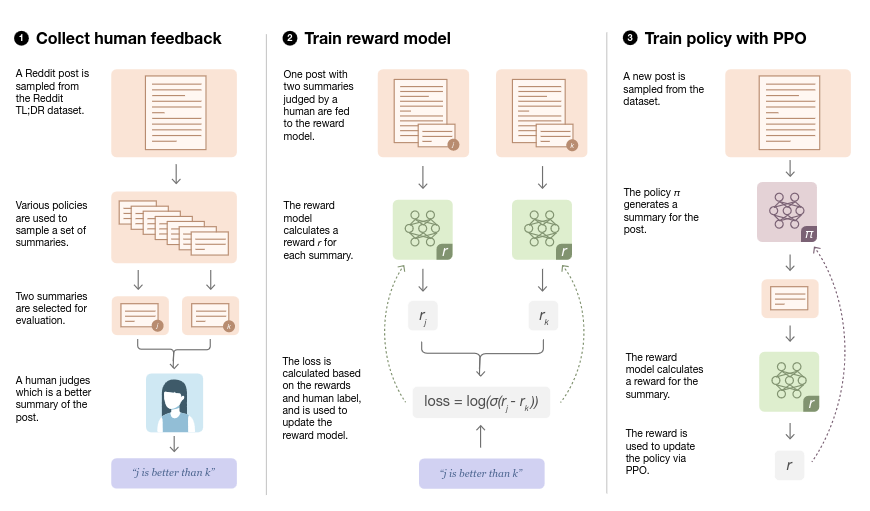 1 Collect human feedback
A Reddit post is
sampled from
the Reddit
TL;DR dataset.
Various policies
are used to
sample a set of
summaries.
Two summaries
are selected for
evaluation.
j
k
A human judges
which is a better
summary of the
post.
“j is better than k”
2 Train reward model
One post with
two summaries
judged by a
human are fed
to the reward
model.
j
k
The reward
model
calculates a
reward r for
each summary.
r
r
r_j
r_k
The loss is
calculated based
on the rewards
and human label,
and is used to
update the
reward model.
loss = log(σ(r_j - r_k))
“j is better than k”
3 Train policy with PPO
A new post is
sampled from the
dataset.
The policy π
generates a
summary for the
post.
π
The reward
model calculates
a reward for the
summary.
r
The reward is
used to update
the policy via
PPO.
r